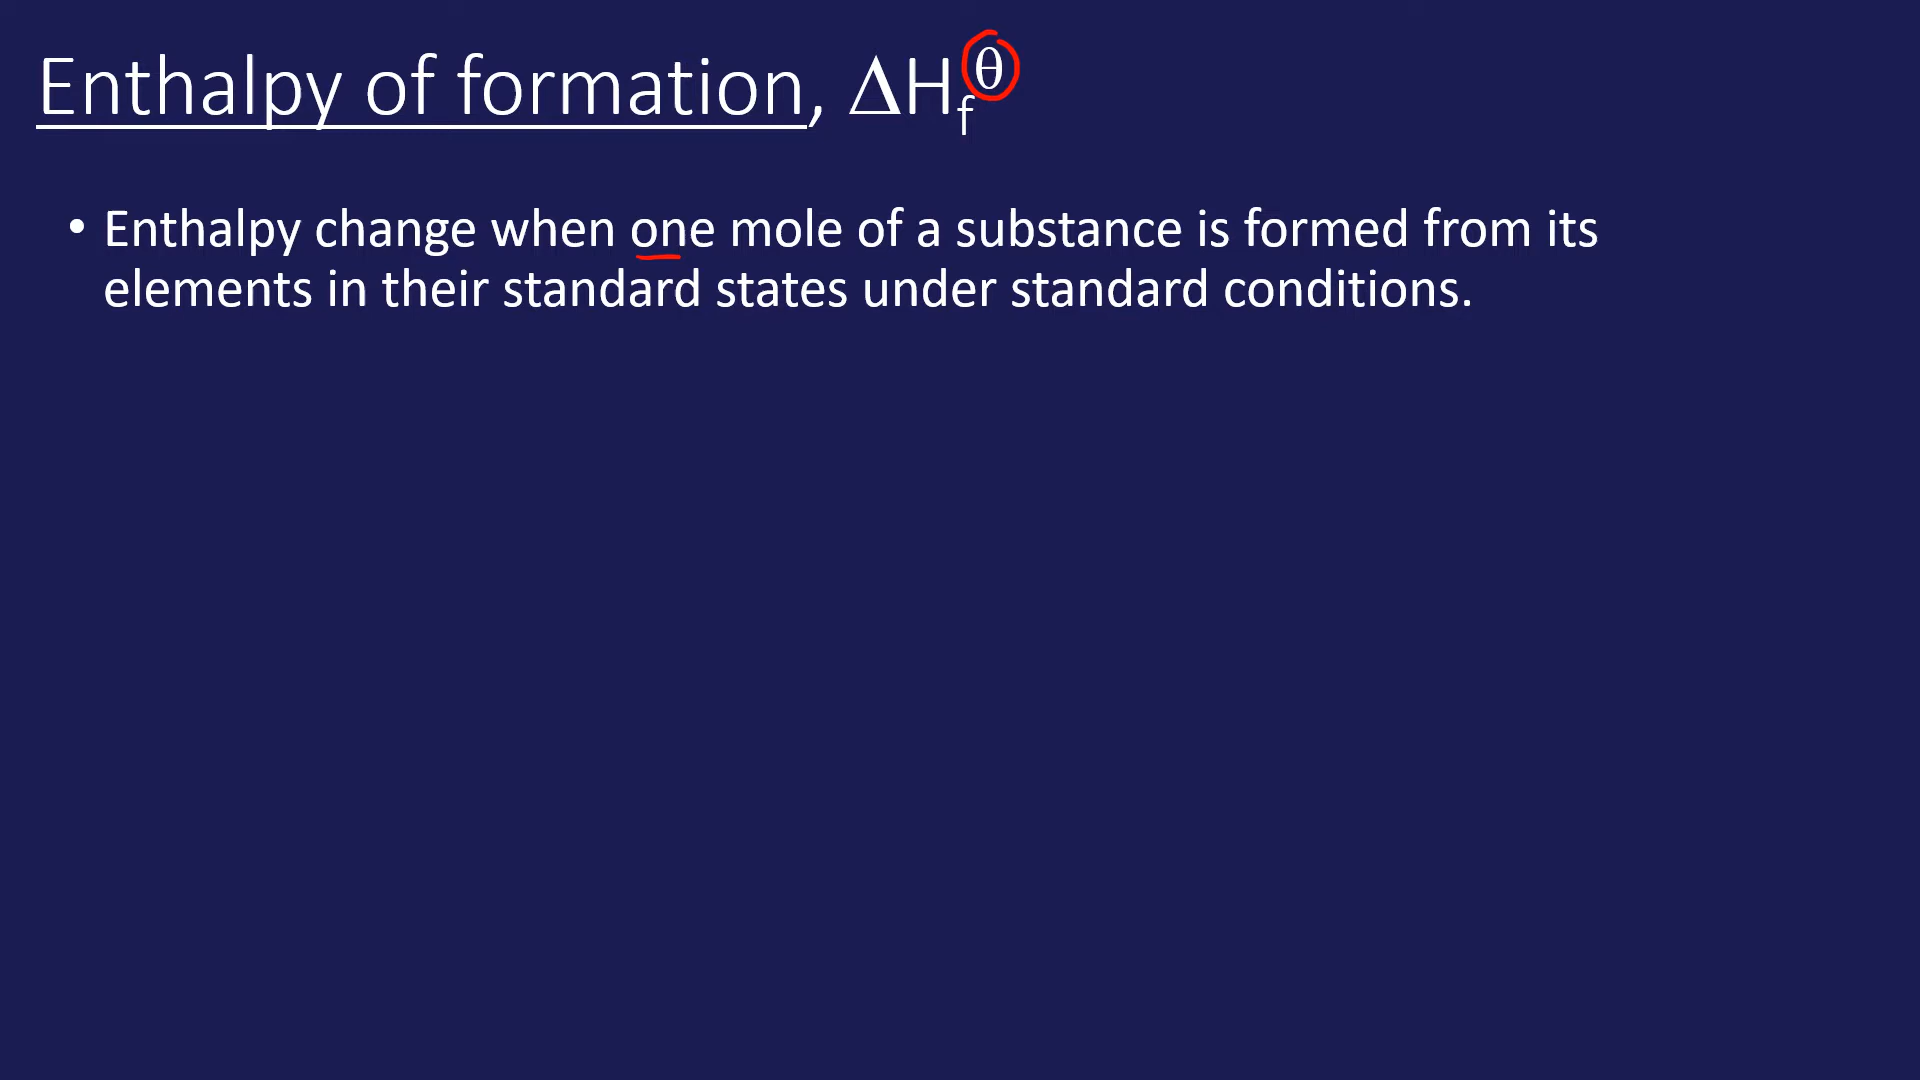 Enthalpy of formation, ΔHfθ
• Enthalpy change when one mole of a substance is formed from its
elements in their standard states under standard conditions.